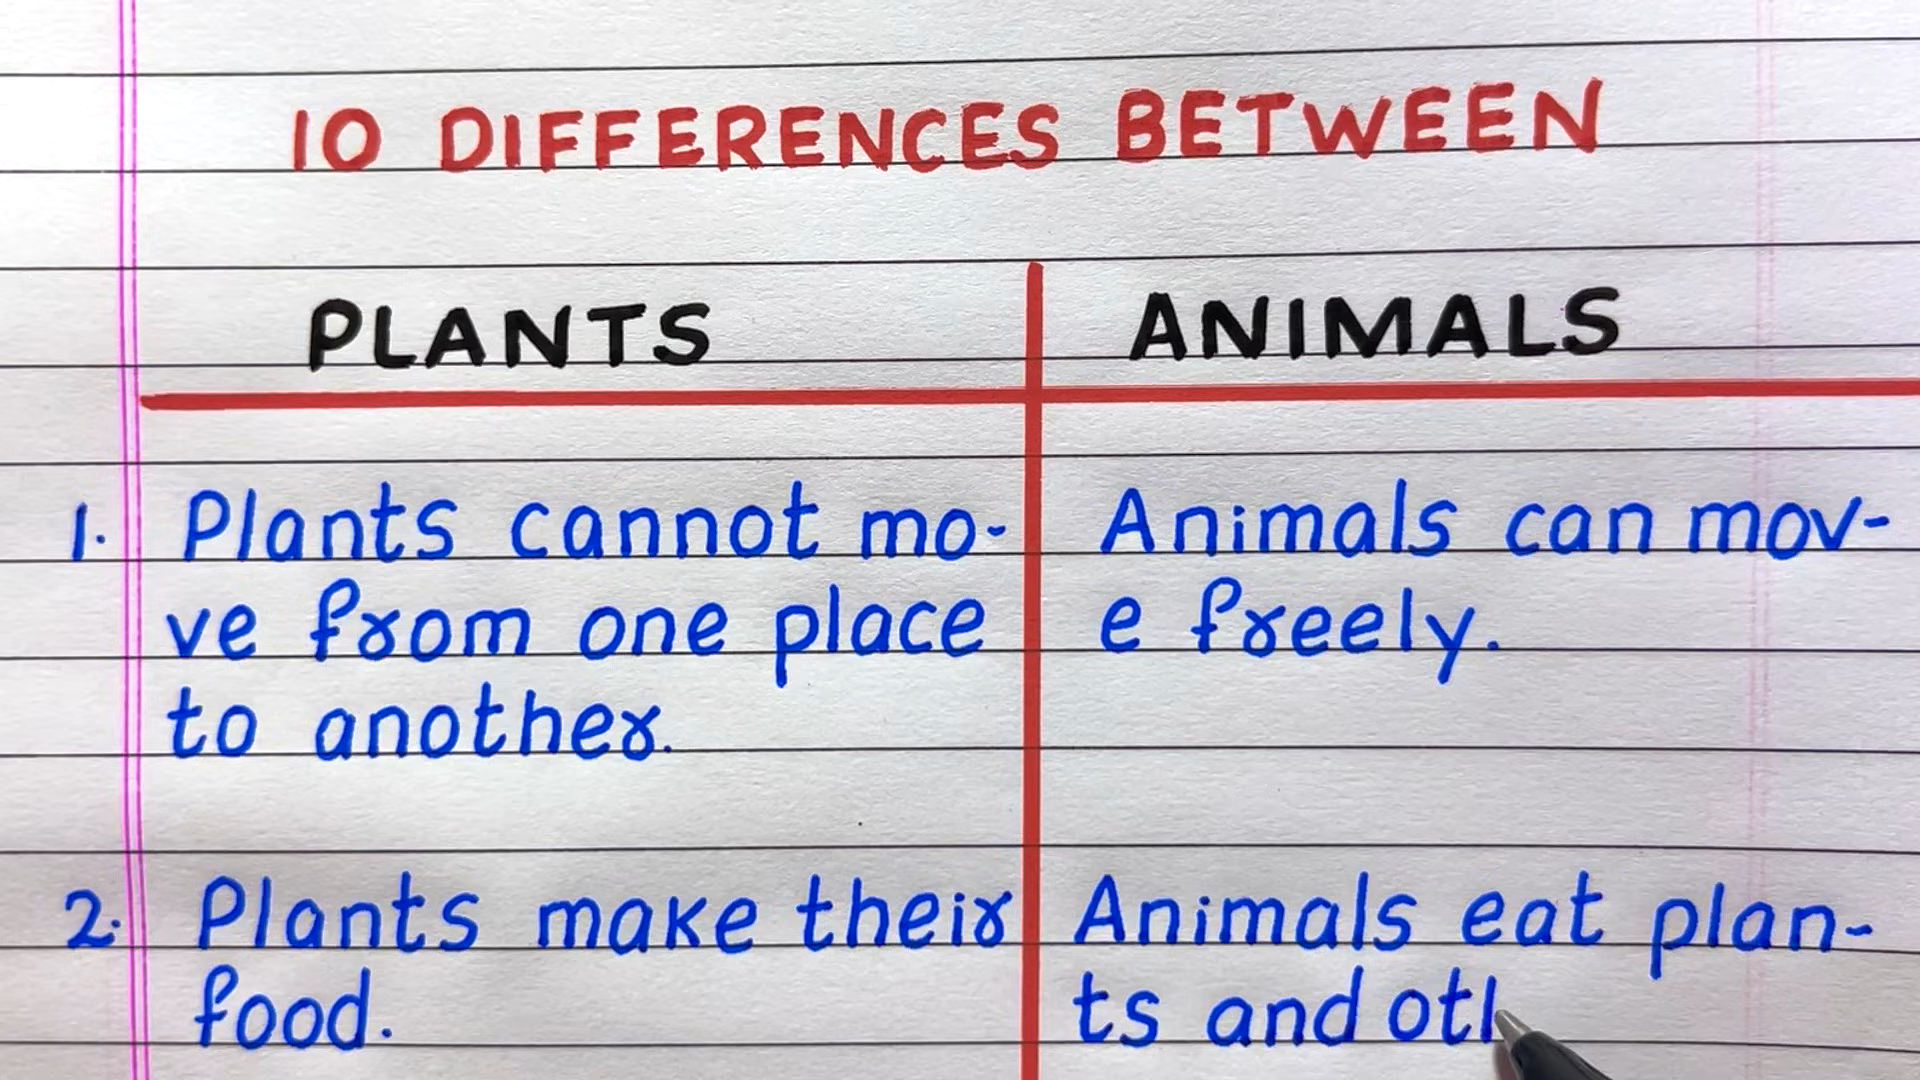 10 DIFFERENCES BETWEEN
PLANTS
ANIMALS
1. Plants cannot mo-
ve from one place
to another.
Animals can mov-
e freely.
2. Plants make their
food.
Animals eat plan-
ts and